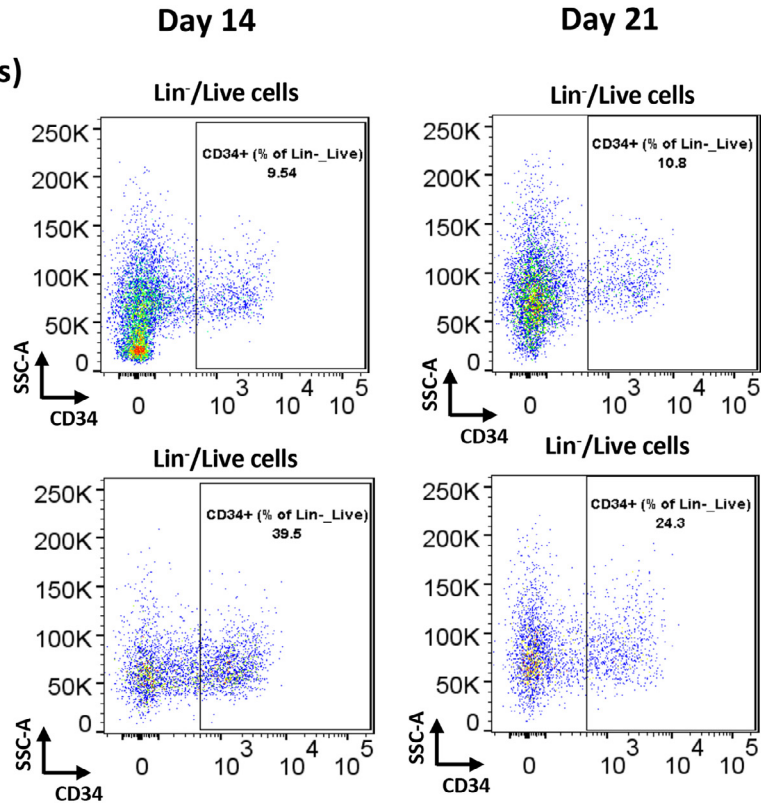 Day 14 Day 21
s)
Lin⁻/Live cells Lin⁻/Live cells
250K
200K
150K
100K
50K
0
CD34+ (% of Lin-_Live)
9.54
SSC-A
0 10³ 10⁴ 10⁵
CD34
250K
200K
150K
100K
50K
0
CD34+ (% of Lin-_Live)
10.8
SSC-A
0 10³ 10⁴ 10⁵
CD34
Lin⁻/Live cells Lin⁻/Live cells
250K
200K
150K
100K
50K
0
CD34+ (% of Lin-_Live)
39.5
SSC-A
0 10³ 10⁴ 10⁵
CD34
250K
200K
150K
100K
50K
0
CD34+ (% of Lin-_Live)
24.3
SSC-A
0 10³ 10⁴ 10⁵
CD34